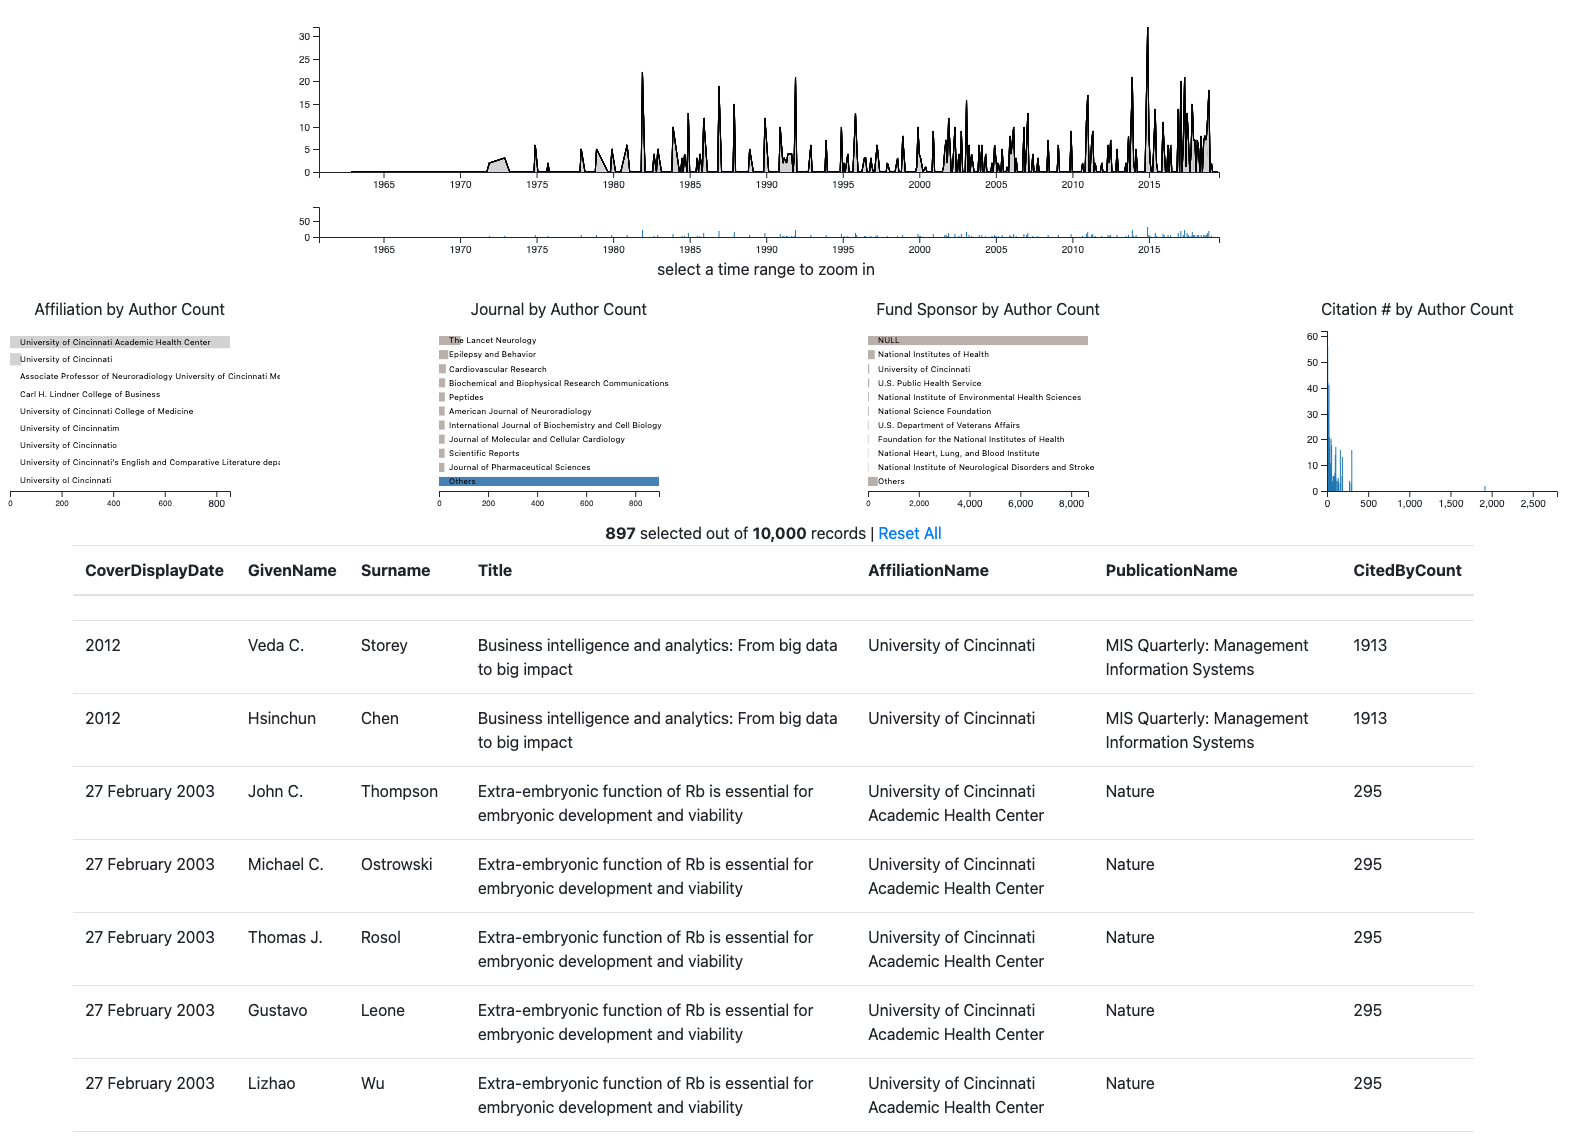 30
25
20
15
10
5
0
1965 1970 1975 1980 1985 1990 1995 2000 2005 2010 2015
50
0
1965 1970 1975 1980 1985 1990 1995 2000 2005 2010 2015
select a time range to zoom in
Affiliation by Author Count
University of Cincinnati Academic Health Center
University of Cincinnati
Associate Professor of Neuroradiology University of Cincinnati Me
Carl H. Lindner College of Business
University of Cincinnati College of Medicine
University of Cincinnatim
University of Cincinnatio
University of Cincinnati's English and Comparative Literature depa
University ol Cincinnati
0 200 400 600 800
Journal by Author Count
The Lancet Neurology
Epilepsy and Behavior
Cardiovascular Research
Biochemical and Biophysical Research Communications
Peptides
American Journal of Neuroradiology
International Journal of Biochemistry and Cell Biology
Journal of Molecular and Cellular Cardiology
Scientific Reports
Journal of Pharmaceutical Sciences
Others
0 200 400 600 800
Fund Sponsor by Author Count
NULL
National Institutes of Health
University of Cincinnati
U.S. Public Health Service
National Institute of Environmental Health Sciences
National Science Foundation
U.S. Department of Veterans Affairs
Foundation for the National Institutes of Health
National Heart, Lung, and Blood Institute
National Institute of Neurological Disorders and Stroke
Others
0 2,000 4,000 6,000 8,000
Citation # by Author Count
60
50
40
30
20
10
0
0 500 1,000 1,500 2,000 2,500
897 selected out of 10,000 records | Reset All
CoverDisplayDate GivenName Surname Title AffiliationName PublicationName CitedByCount
2012 Veda C. Storey Business intelligence and analytics: From big data University of Cincinnati MIS Quarterly: Management 1913
to big impact Information Systems
2012 Hsinchun Chen Business intelligence and analytics: From big data University of Cincinnati MIS Quarterly: Management 1913
to big impact Information Systems
27 February 2003 John C. Thompson Extra-embryonic function of Rb is essential for University of Cincinnati Nature 295
embryonic development and viability Academic Health Center
27 February 2003 Michael C. Ostrowski Extra-embryonic function of Rb is essential for University of Cincinnati Nature 295
embryonic development and viability Academic Health Center
27 February 2003 Thomas J. Rosol Extra-embryonic function of Rb is essential for University of Cincinnati Nature 295
embryonic development and viability Academic Health Center
27 February 2003 Gustavo Leone Extra-embryonic function of Rb is essential for University of Cincinnati Nature 295
embryonic development and viability Academic Health Center
27 February 2003 Lizhao Wu Extra-embryonic function of Rb is essential for University of Cincinnati Nature 295
embryonic development and viability Academic Health Center